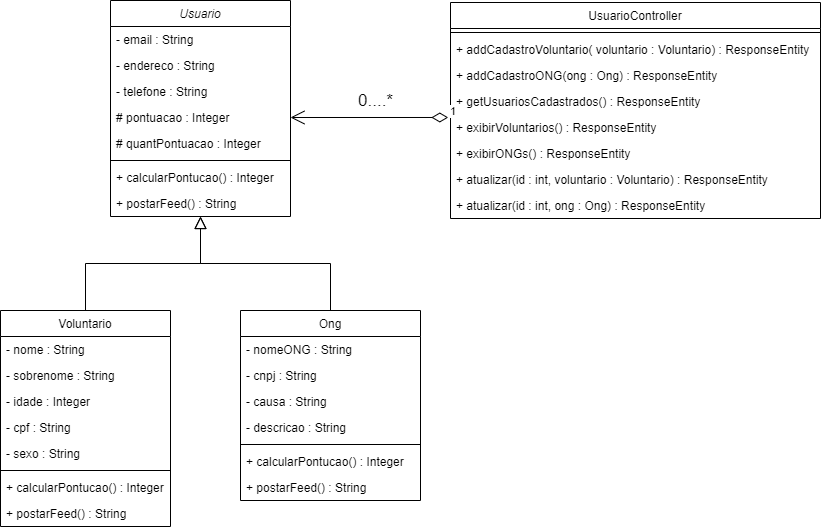 Usuario
- email : String
- endereco : String
- telefone : String
# pontuacao : Integer
# quantPontuacao : Integer
+ calcularPontucao() : Integer
+ postarFeed() : String
0....*
1
UsuarioController
+ addCadastroVoluntario( voluntario : Voluntario) : ResponseEntity
+ addCadastroONG(ong : Ong) : ResponseEntity
+ getUsuariosCadastrados() : ResponseEntity
+ exibirVoluntarios() : ResponseEntity
+ exibirONGs() : ResponseEntity
+ atualizar(id : int, voluntario : Voluntario) : ResponseEntity
+ atualizar(id : int, ong : Ong) : ResponseEntity
Voluntario
- nome : String
- sobrenome : String
- idade : Integer
- cpf : String
- sexo : String
+ calcularPontucao() : Integer
+ postarFeed() : String
Ong
- nomeONG : String
- cnpj : String
- causa : String
- descricao : String
+ calcularPontucao() : Integer
+ postarFeed() : String